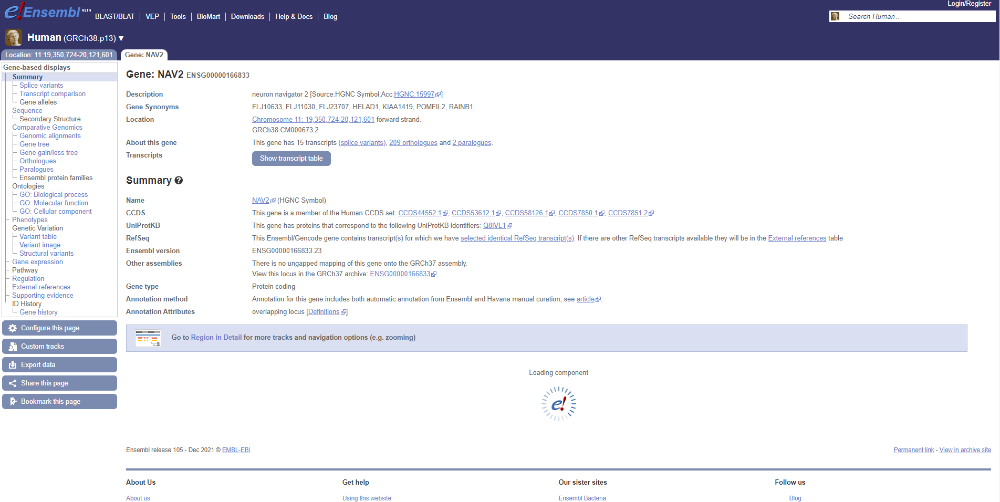 Login/Register
e!Ensembl ASIA
BLAST/BLAT | VEP | Tools | BioMart | Downloads | Help & Docs | Blog
Search Human…
Human (GRCh38.p13) ▼
Location: 11:19,350,724-20,121,601
Gene: NAV2
Gene-based displays
Summary
Splice variants
Transcript comparison
Gene alleles
Sequence
Secondary Structure
Comparative Genomics
Genomic alignments
Gene tree
Gene gain/loss tree
Orthologues
Paralogues
Ensembl protein families
Ontologies
GO: Biological process
GO: Molecular function
GO: Cellular component
Phenotypes
Genetic Variation
Variant table
Variant image
Structural variants
Gene expression
Pathway
Regulation
External references
Supporting evidence
ID History
Gene history
Configure this page
Custom tracks
Export data
Share this page
Bookmark this page
Gene: NAV2 ENSG00000166833
Description neuron navigator 2 [Source:HGNC Symbol;Acc:HGNC:15997]
Gene Synonyms FLJ10633, FLJ11030, FLJ23707, HELAD1, KIAA1419, POMFIL2, RAINB1
Location Chromosome 11: 19,350,724-20,121,601 forward strand.
GRCh38:CM000673.2
About this gene This gene has 15 transcripts (splice variants), 209 orthologues and 2 paralogues.
Transcripts Show transcript table
Summary ?
Name NAV2 (HGNC Symbol)
CCDS This gene is a member of the Human CCDS set: CCDS44552.1, CCDS53612.1, CCDS58126.1, CCDS7850.1, CCDS7851.2
UniProtKB This gene has proteins that correspond to the following UniProtKB identifiers: Q8IVL1
RefSeq This Ensembl/Gencode gene contains transcript(s) for which we have selected identical RefSeq transcript(s). If there are other RefSeq transcripts available they will be in the External references table
Ensembl version ENSG00000166833.23
Other assemblies There is no ungapped mapping of this gene onto the GRCh37 assembly.
View this locus in the GRCh37 archive: ENSG00000166833
Gene type Protein coding
Annotation method Annotation for this gene includes both automatic annotation from Ensembl and Havana manual curation, see article.
Annotation Attributes overlapping locus [Definitions]
Go to Region in Detail for more tracks and navigation options (e.g. zooming)
Loading component
e!
Ensembl release 105 - Dec 2021 © EMBL-EBI
Permanent link - View in archive site
About Us Get help Our sister sites Follow us
About us Using this website Ensembl Bacteria Blog